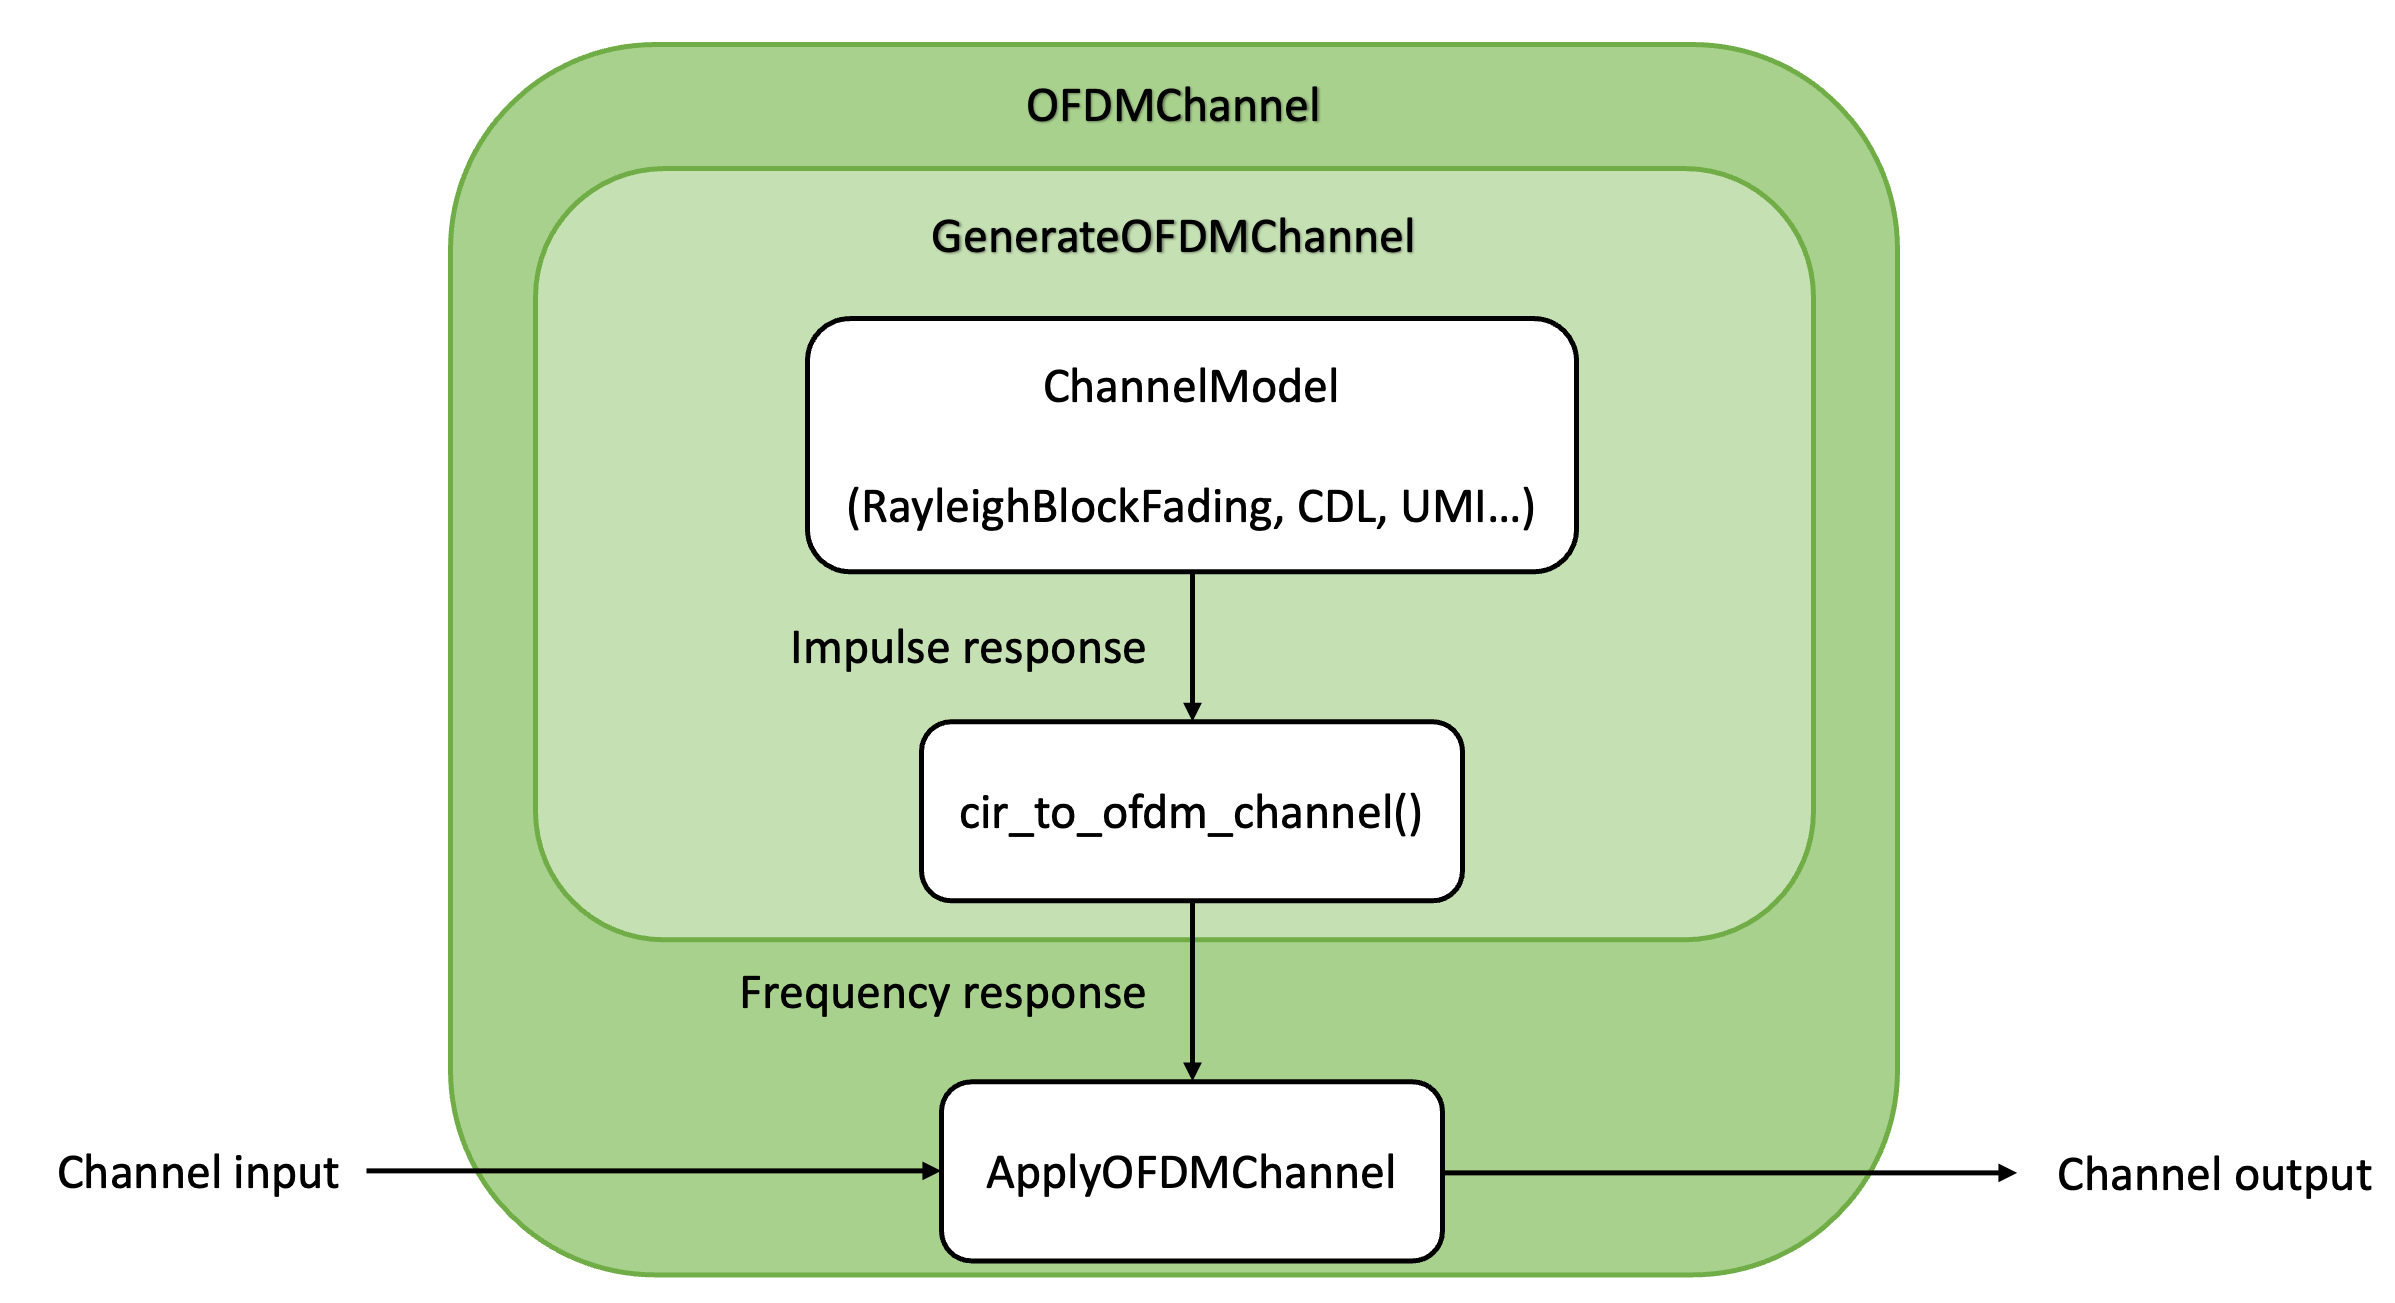 OFDMChannel
GenerateOFDMChannel
ChannelModel
(RayleighBlockFading, CDL, UMI...)
Impulse response
cir_to_ofdm_channel()
Frequency response
Channel input
ApplyOFDMChannel
Channel output